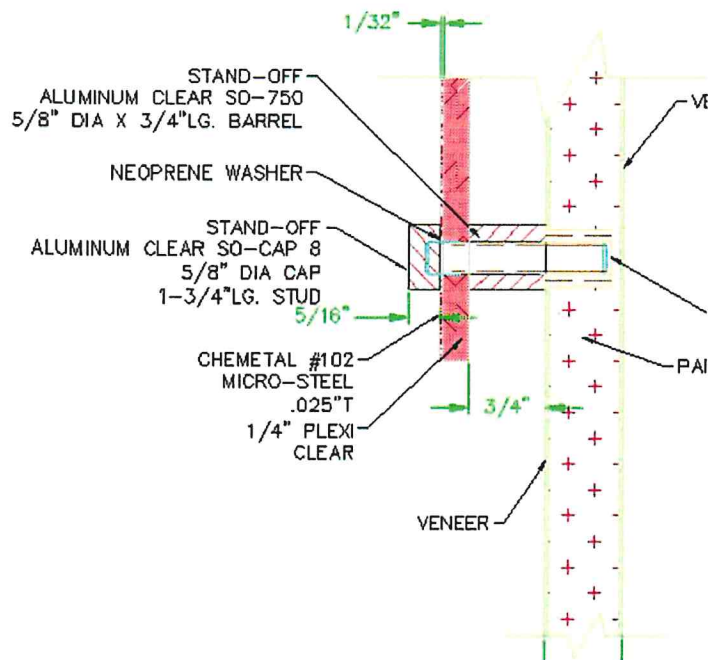 1/32"
STAND-OFF
ALUMINUM CLEAR SO-750
5/8" DIA X 3/4"LG. BARREL
NEOPRENE WASHER
STAND-OFF
ALUMINUM CLEAR SO-CAP 8
5/8" DIA CAP
1-3/4"LG. STUD
5/16"
CHEMETAL #102
MICRO-STEEL
.025"T
1/4" PLEXI
CLEAR
3/4"
VENEER
VE
PAI